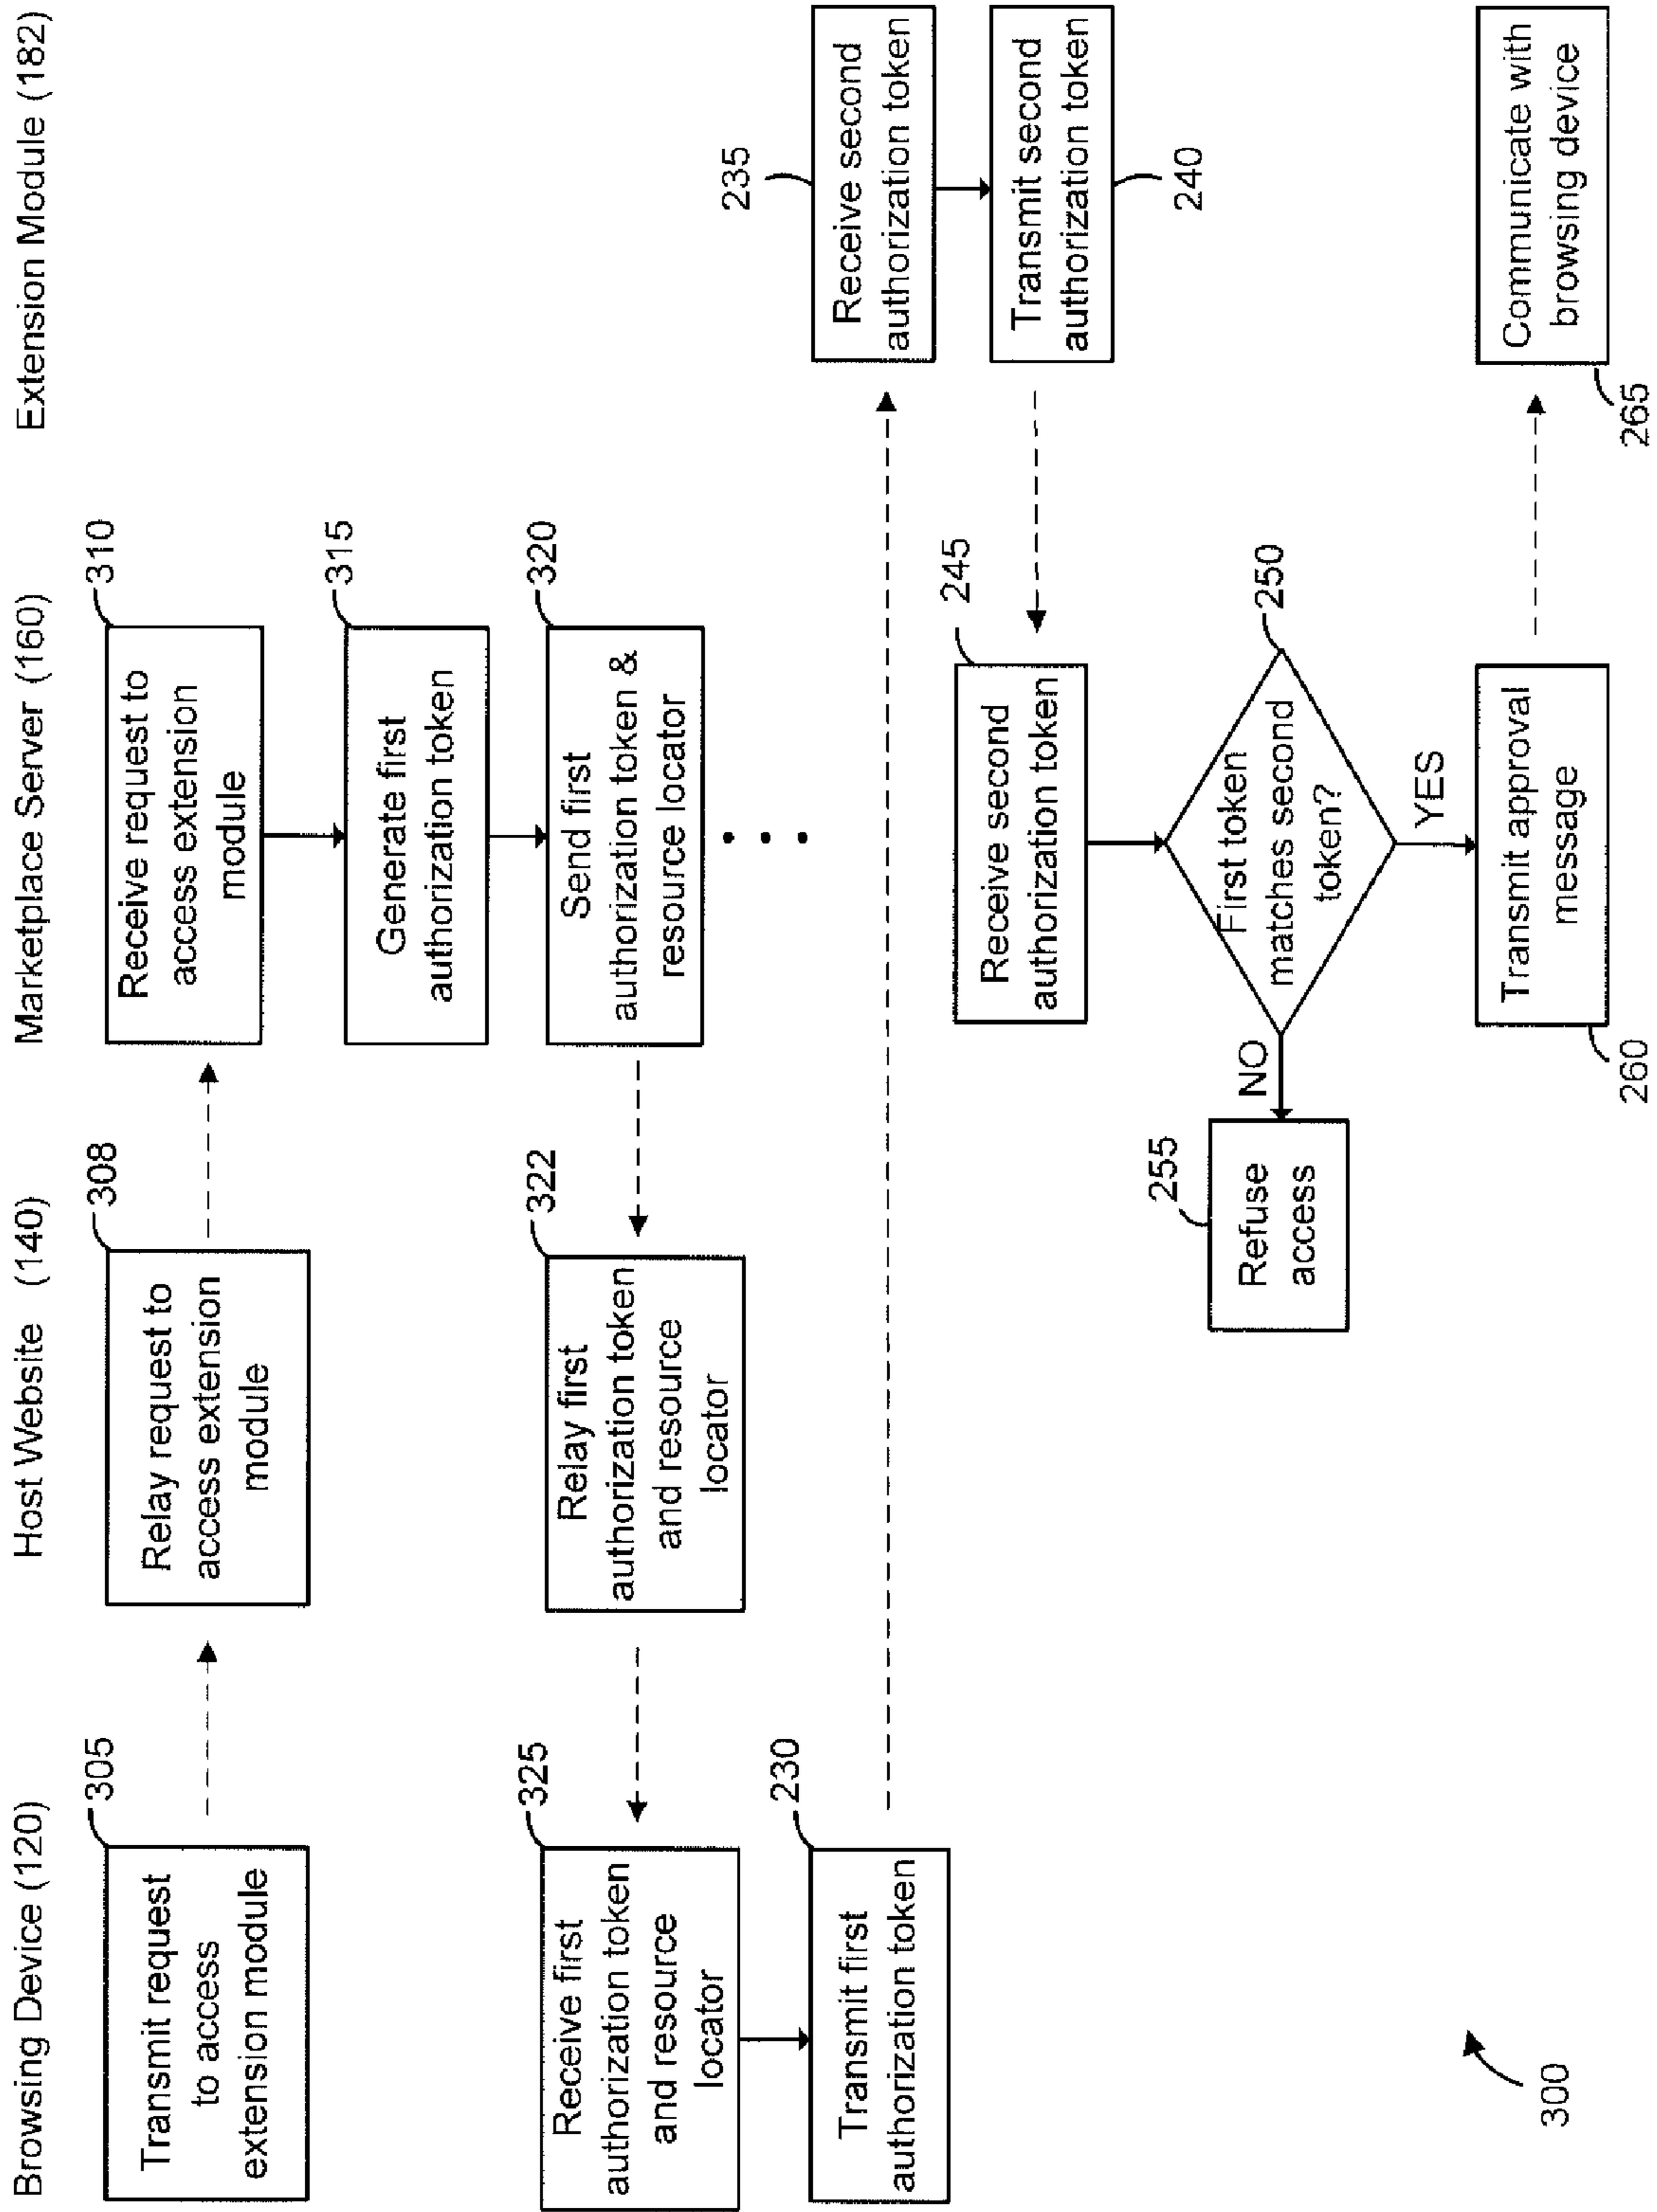 Browsing Device (120)
Host Website (140)
Marketplace Server (160)
Extension Module (182)
305
Transmit request
to access
extension module
308
Relay request to
access extension
module
310
Receive request to
access extension
module
315
Generate first
authorization token
320
Send first
authorization token &
resource locator
322
Relay first
authorization token
and resource
locator
325
Receive first
authorization token
and resource
locator
230
Transmit first
authorization token
235
Receive second
authorization token
Transmit second
authorization token
240
245
Receive second
authorization token
250
First token
matches second
token?
NO
255
Refuse
access
YES
Transmit approval
message
260
Communicate with
browsing device
265
300